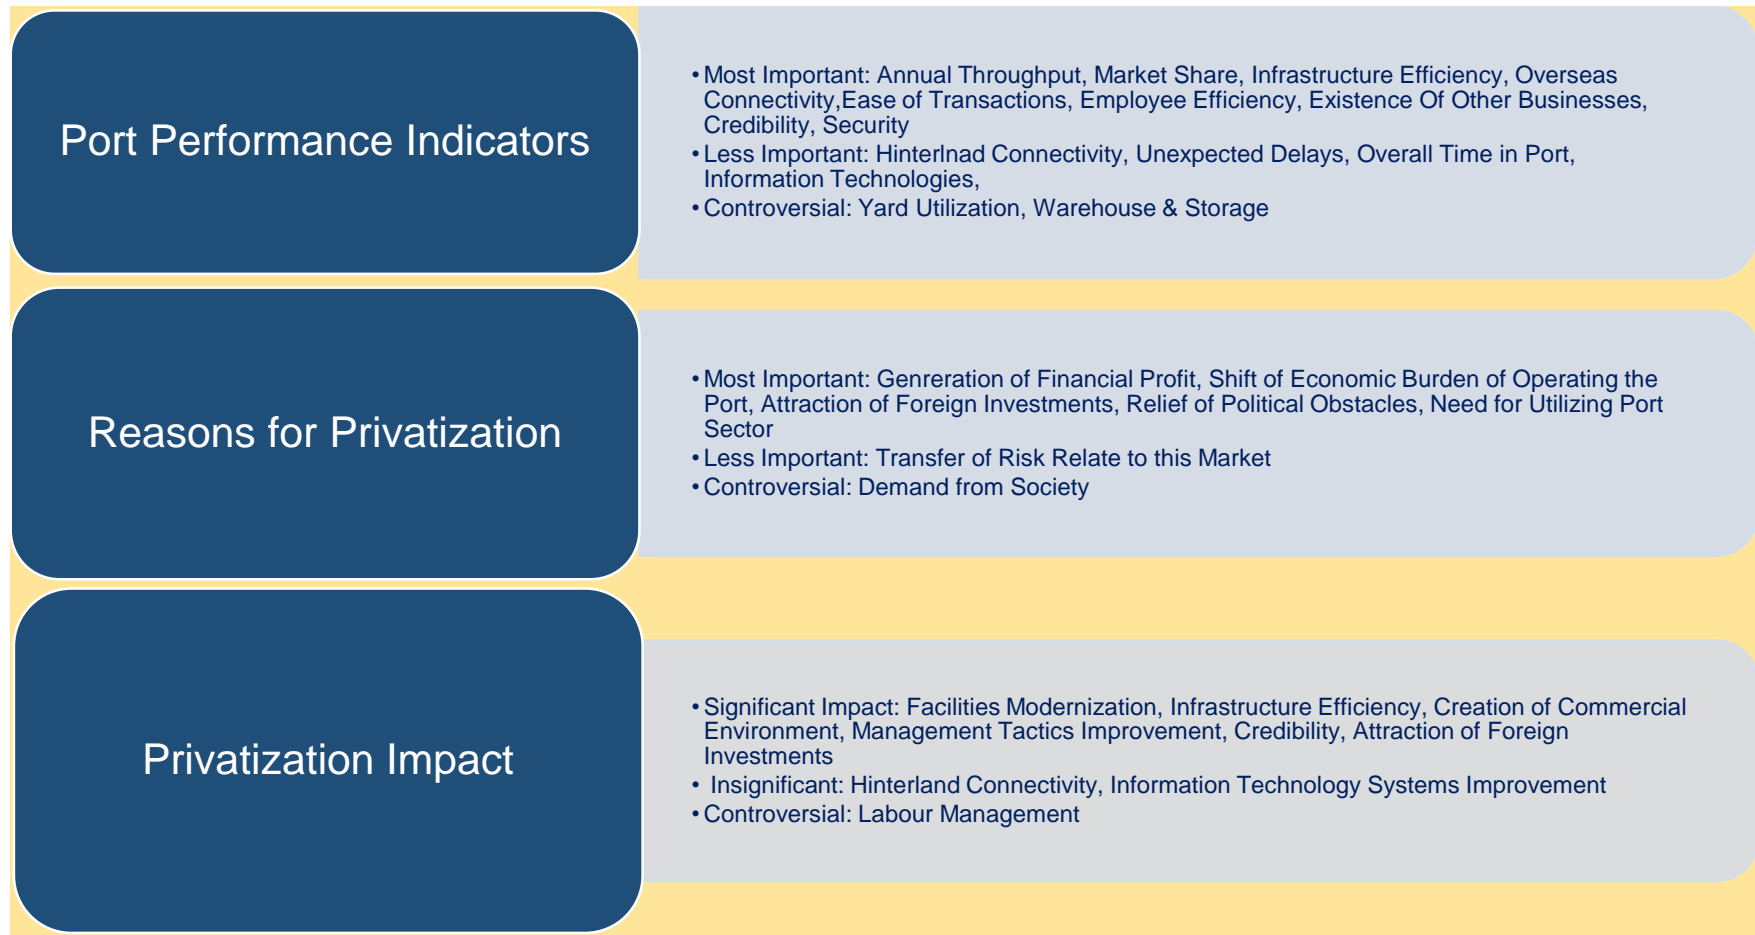 Port Performance Indicators
• Most Important: Annual Throughput, Market Share, Infrastructure Efficiency, Overseas
Connectivity,Ease of Transactions, Employee Efficiency, Existence Of Other Businesses,
Credibility, Security
• Less Important: Hinterlnad Connectivity, Unexpected Delays, Overall Time in Port,
Information Technologies,
• Controversial: Yard Utilization, Warehouse & Storage
Reasons for Privatization
• Most Important: Genreration of Financial Profit, Shift of Economic Burden of Operating the
Port, Attraction of Foreign Investments, Relief of Political Obstacles, Need for Utilizing Port
Sector
• Less Important: Transfer of Risk Relate to this Market
• Controversial: Demand from Society
Privatization Impact
• Significant Impact: Facilities Modernization, Infrastructure Efficiency, Creation of Commercial
Environment, Management Tactics Improvement, Credibility, Attraction of Foreign
Investments
• Insignificant: Hinterland Connectivity, Information Technology Systems Improvement
• Controversial: Labour Management